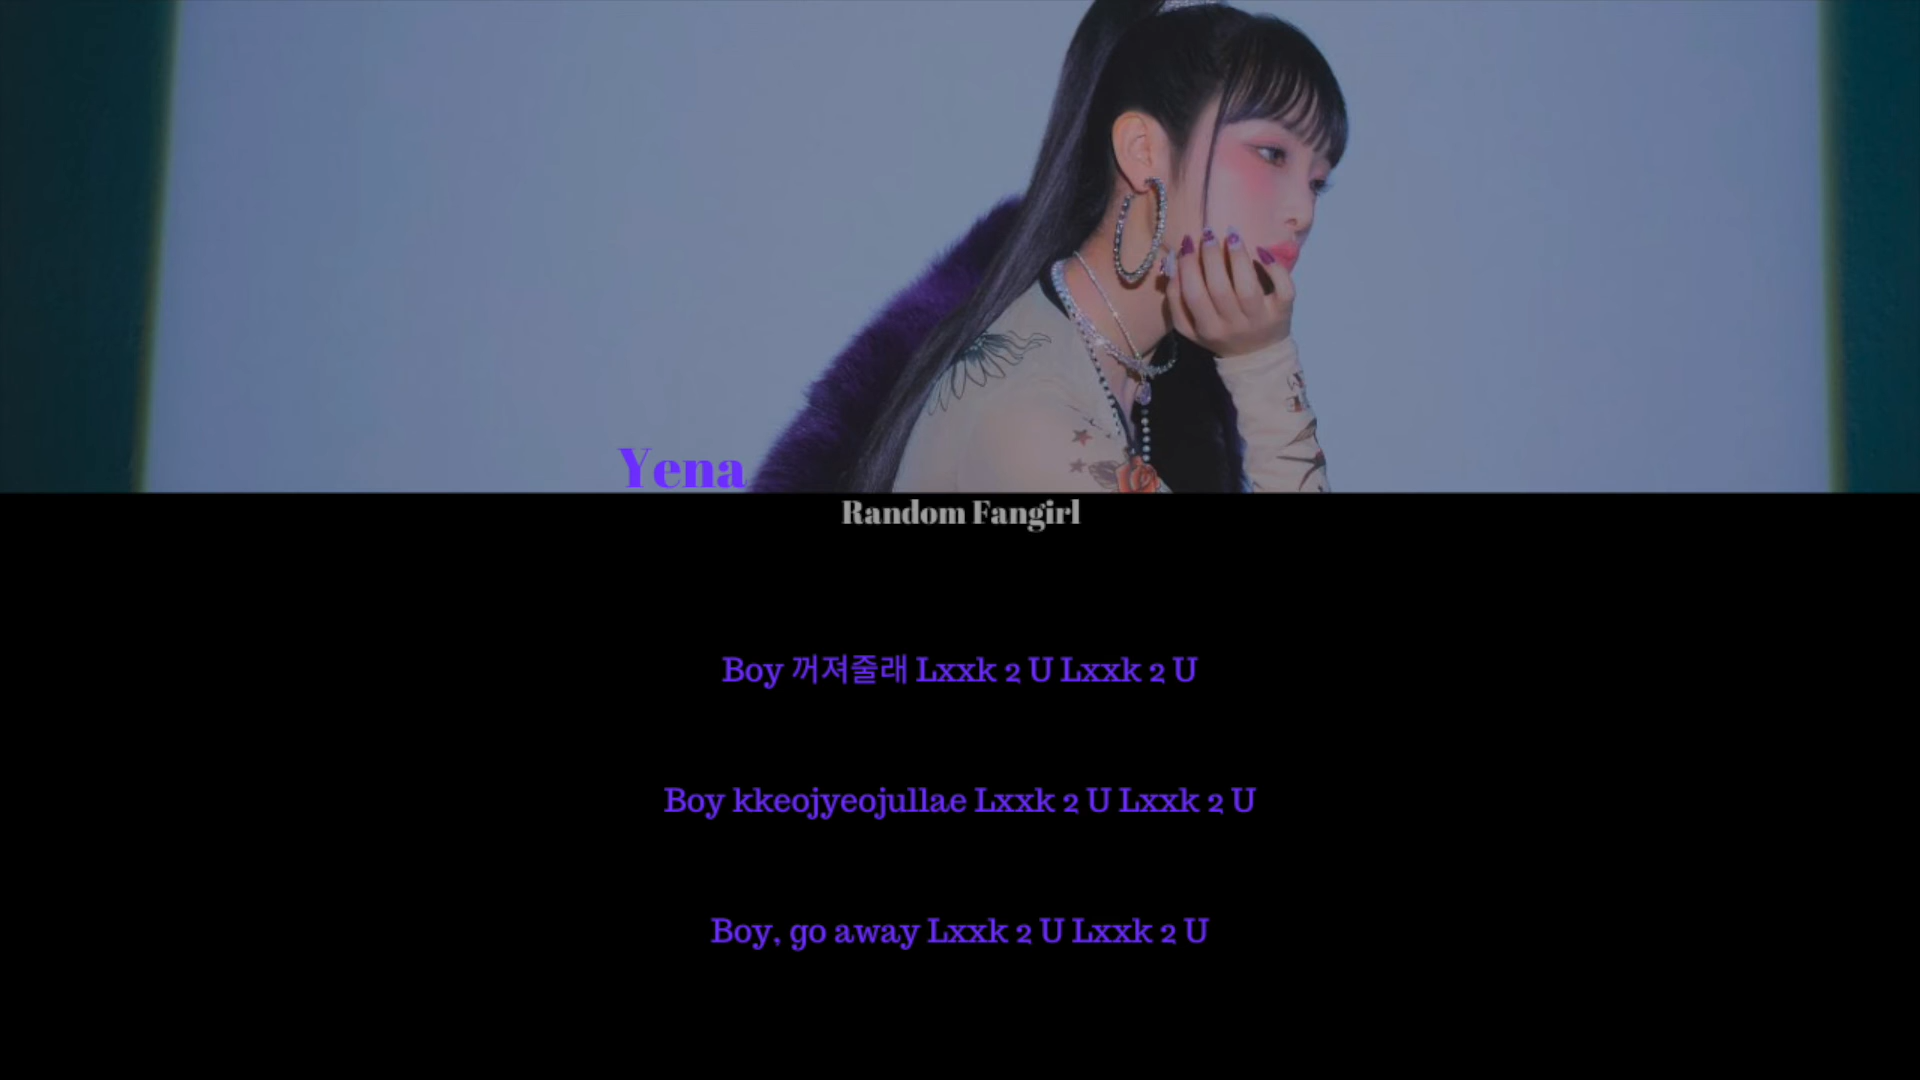 Yena
Random Fangirl
Boy 꺼져줄래 Lxxk 2 U Lxxk 2 U
Boy kkeojyeojullae Lxxk 2 U Lxxk 2 U
Boy, go away Lxxk 2 U Lxxk 2 U